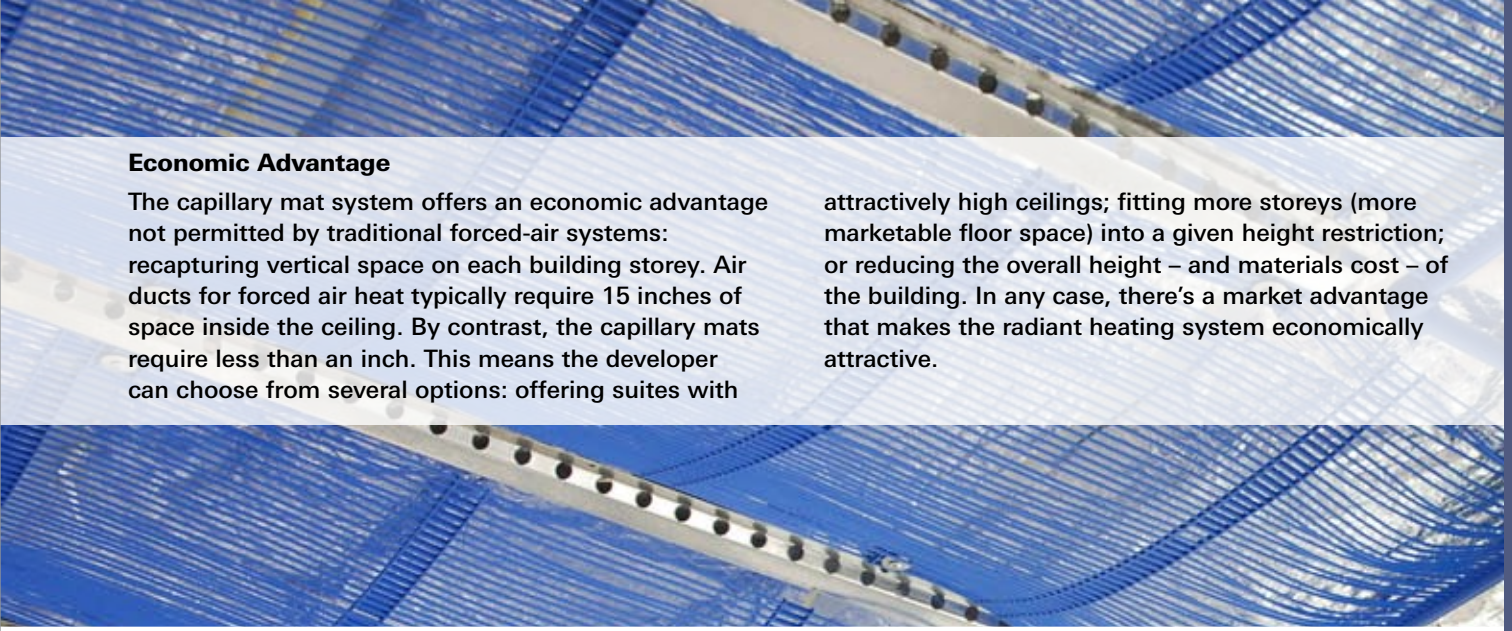 Economic Advantage
The capillary mat system offers an economic advantage
not permitted by traditional forced-air systems:
recapturing vertical space on each building storey. Air
ducts for forced air heat typically require 15 inches of
space inside the ceiling. By contrast, the capillary mats
require less than an inch. This means the developer
can choose from several options: offering suites with
attractively high ceilings; fitting more storeys (more
marketable floor space) into a given height restriction;
or reducing the overall height – and materials cost – of
the building. In any case, there’s a market advantage
that makes the radiant heating system economically
attractive.